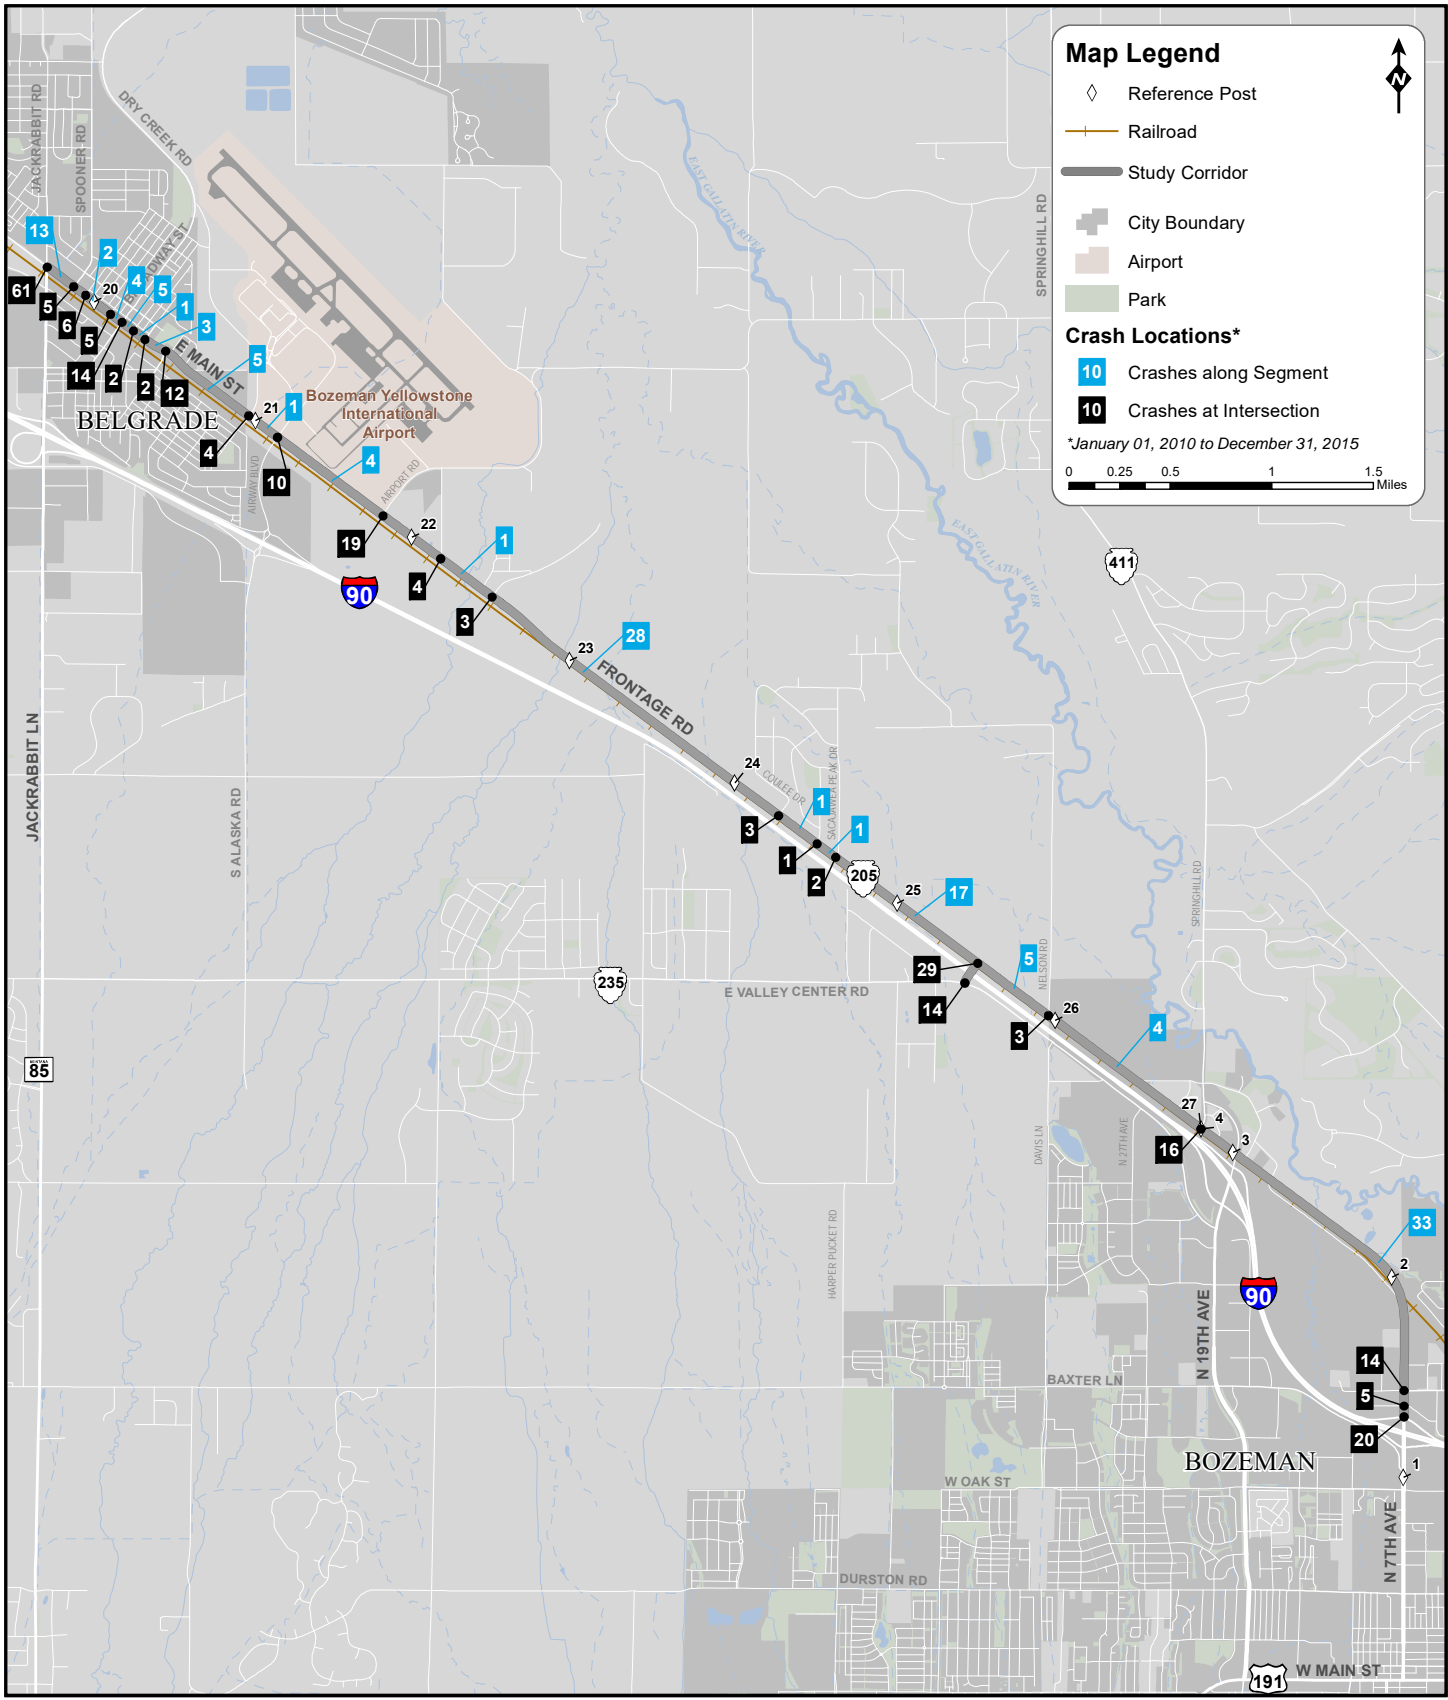 Map Legend
N
Reference Post
Railroad
Study Corridor
City Boundary
Airport
Park
Crash Locations*
10 Crashes along Segment
10 Crashes at Intersection
*January 01, 2010 to December 31, 2015
0 0.25 0.5 1 1.5
Miles
JACKRABBIT RD
SPOONER RD
DRY CREEK RD
BROADWAY ST
EAST GALLATIN RIVER
SPRINGHILL RD
13
2
20
4
5
1
3
5
61
5
6
5
14
2
2
12
E MAIN ST
BELGRADE
21
1
Bozeman Yellowstone
International
Airport
4
10
4
AIRWAY BLVD
AIRPORT RD
19
22
4
1
3
90
EAST GALLATIN RIVER
411
28
23
FRONTAGE RD
JACKRABBIT LN
S ALASKA RD
24
COULEE DR
SACAJAWEA PEAK DR
3
1
1
1
2
205
25
17
SPRINGHILL RD
NELSON RD
29
5
14
235
E VALLEY CENTER RD
26
3
4
MONTANA
85
27
4
3
16
DAVIS LN
N 27TH AVE
HARPER PUCKET RD
33
2
90
N 19TH AVE
14
5
20
BAXTER LN
BOZEMAN
1
W OAK ST
N 7TH AVE
DURSTON RD
191
W MAIN ST